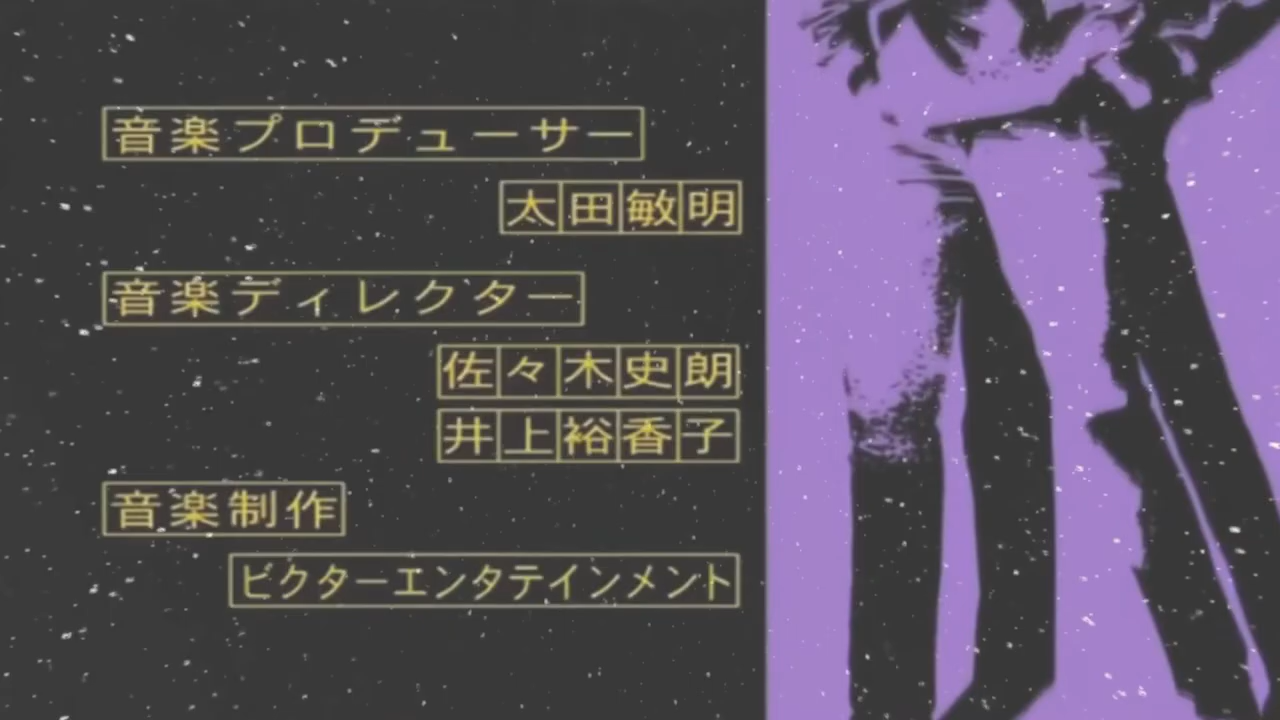 音楽プロデューサー
太田敏明
音楽ディレクター
佐々木史朗
井上裕香子
音楽制作
ビクターエンタテインメント